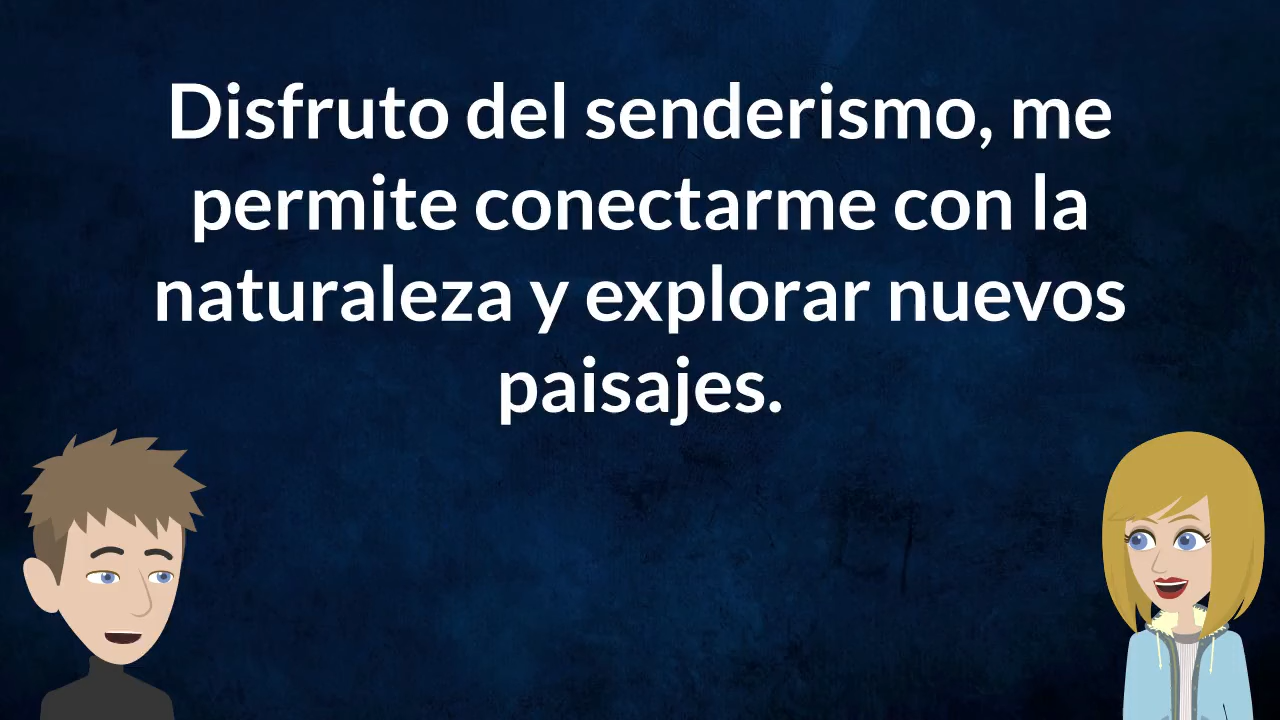 Disfruto del senderismo, me
permite conectarme con la
naturaleza y explorar nuevos
paisajes.